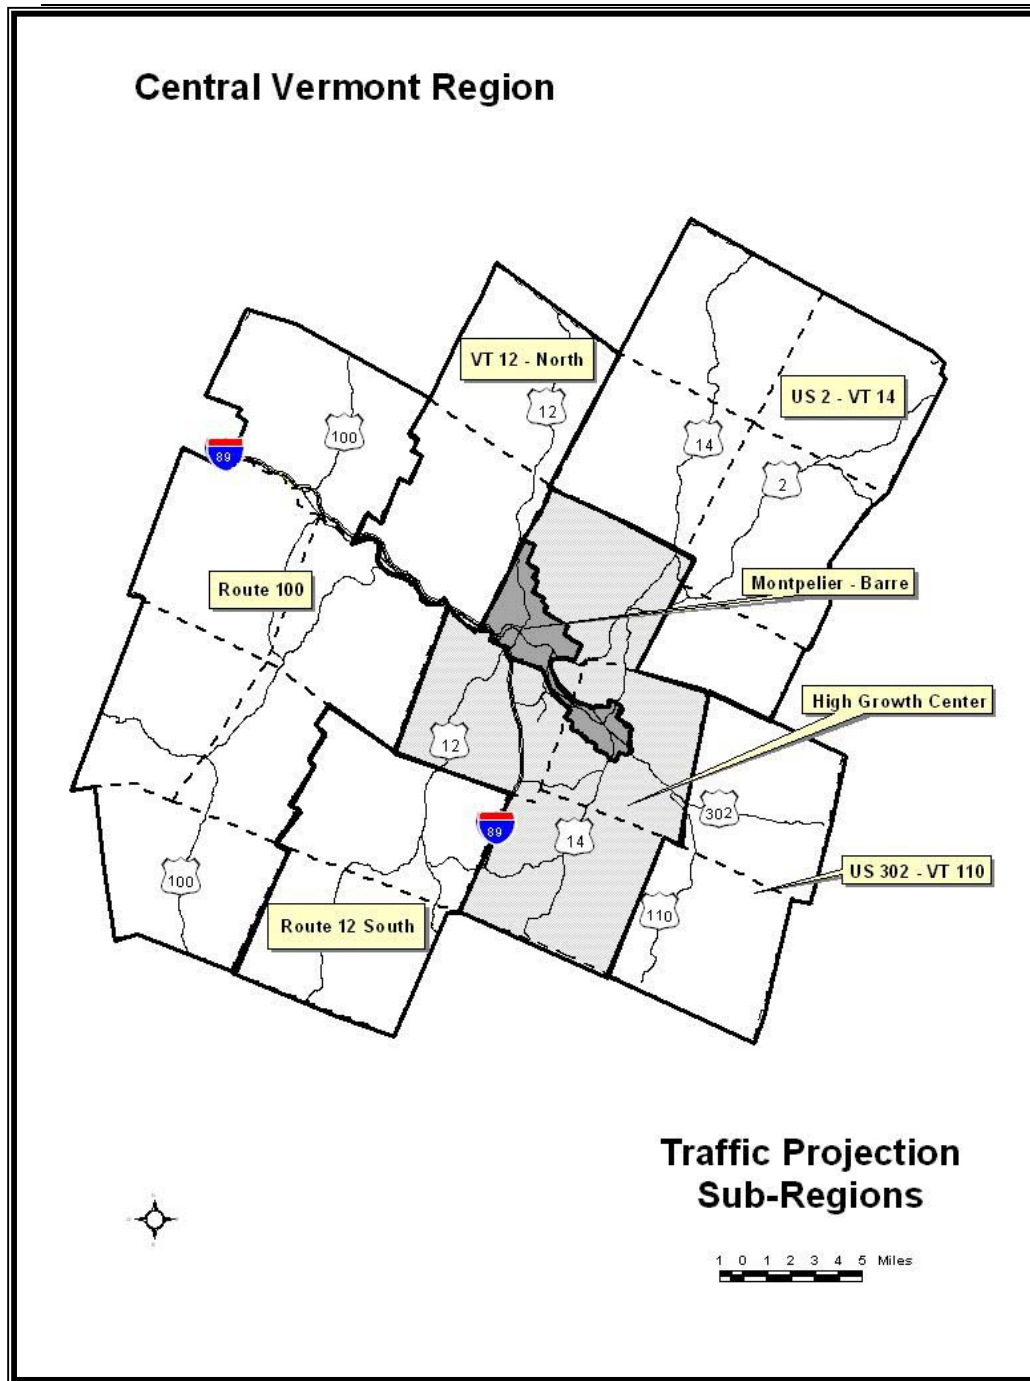 Central Vermont Region
VT 12 - North
US 2 - VT 14
12
100
14
89
2
Route 100
Montpelier - Barre
High Growth Center
12
302
89
14
US 302 - VT 110
100
110
Route 12 South
Traffic Projection
Sub-Regions
1 0 1 2 3 4 5 Miles